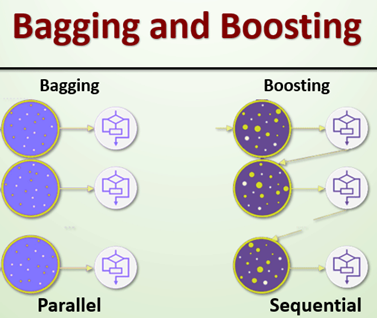 Bagging and Boosting
Bagging
Boosting
Parallel
Sequential